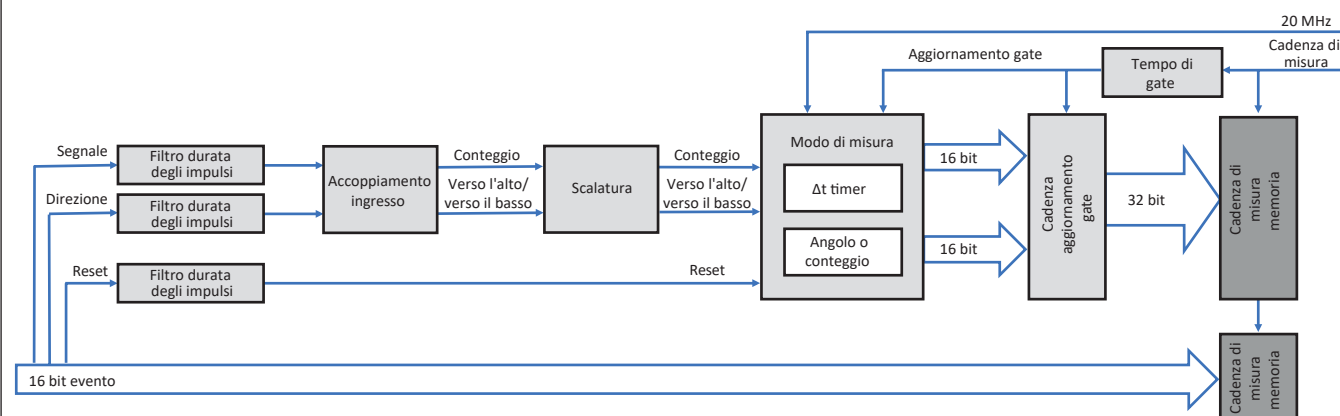 20 MHz
Cadenza di
misura
Aggiornamento gate
Tempo di
gate
Segnale
Filtro durata
degli impulsi
Direzione
Filtro durata
degli impulsi
Reset
Filtro durata
degli impulsi
Accoppiamento
ingresso
Conteggio
Verso l'alto/
verso il basso
Scalatura
Conteggio
Verso l'alto/
verso il basso
Reset
Modo di misura
Δt timer
Angolo o
conteggio
16 bit
16 bit
Cadenza
aggiornamento
gate
32 bit
Cadenza di
misura
memoria
16 bit evento
Cadenza di
misura
memoria